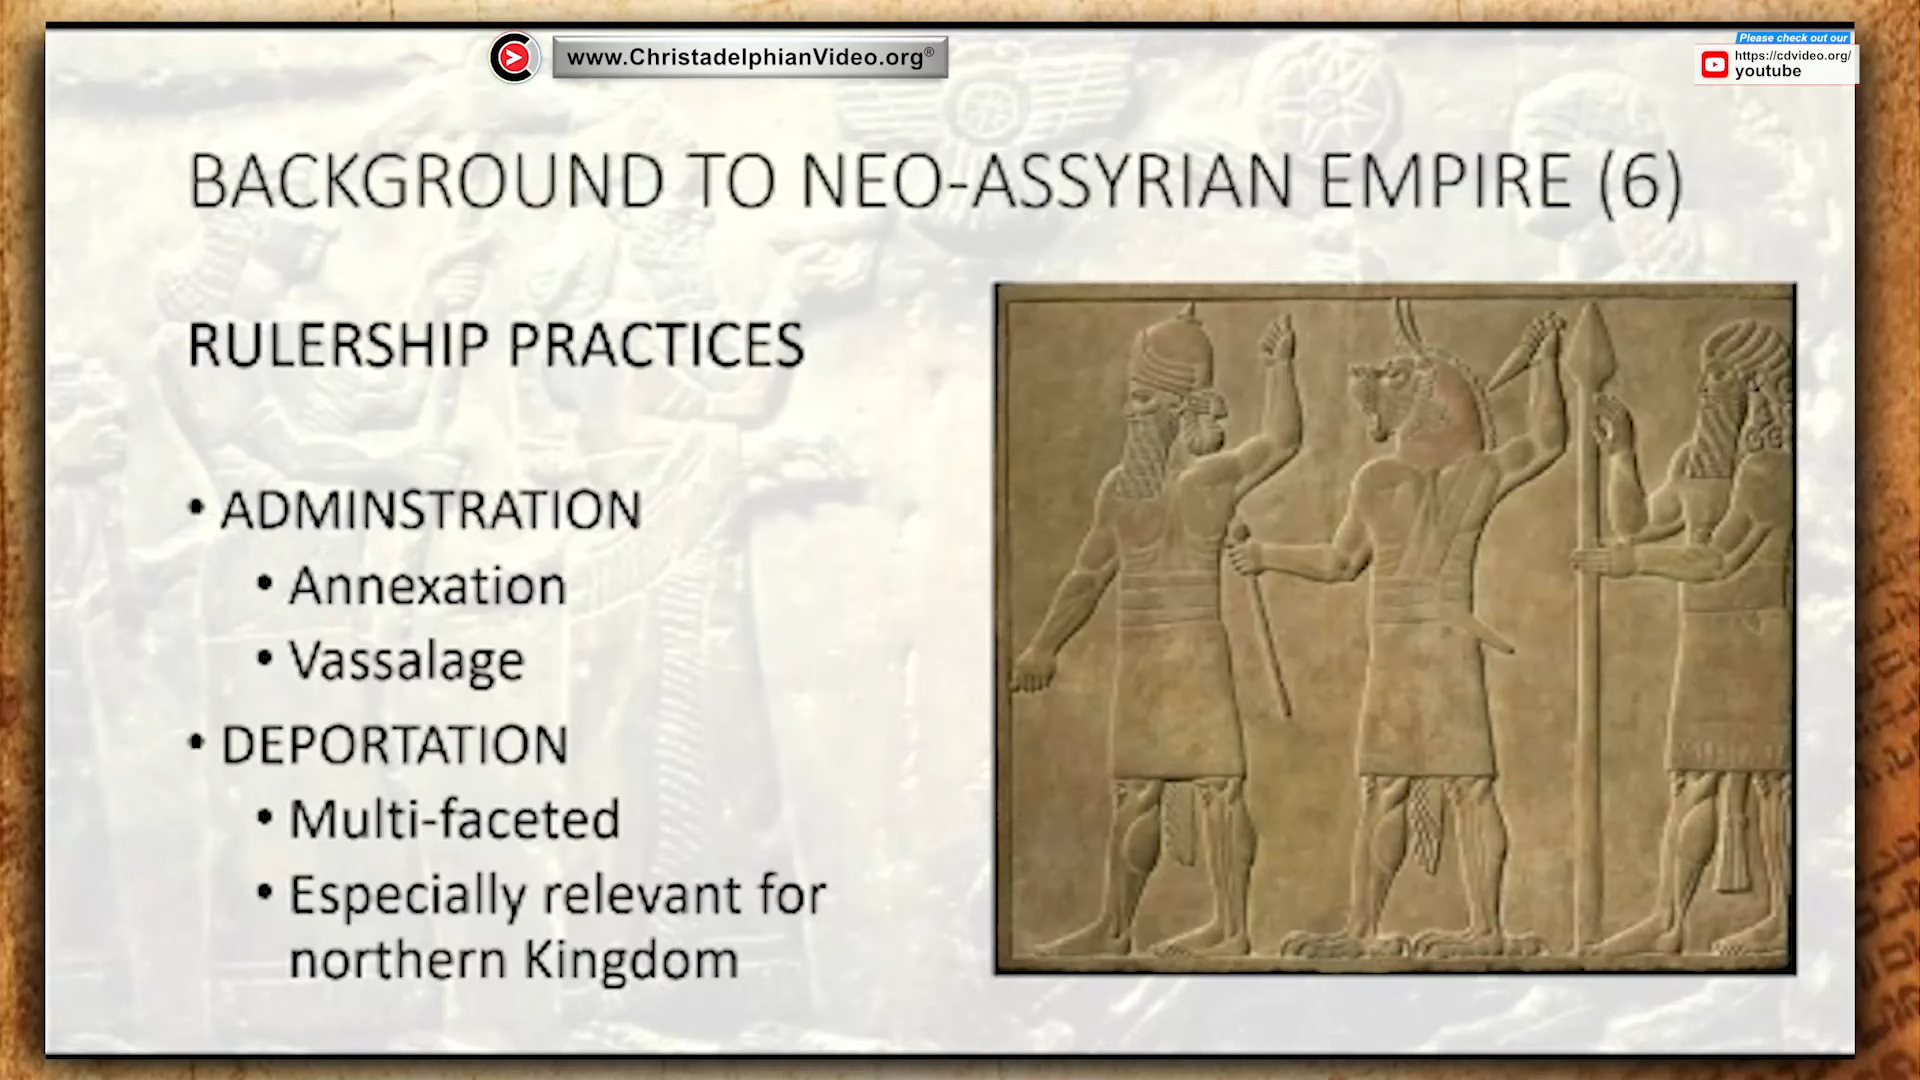 www.ChristadelphianVideo.org®
Please check out our
https://cdvideo.org/
youtube
BACKGROUND TO NEO-ASSYRIAN EMPIRE (6)
RULERSHIP PRACTICES
• ADMINSTRATION
• Annexation
• Vassalage
• DEPORTATION
• Multi-faceted
• Especially relevant for
northern Kingdom